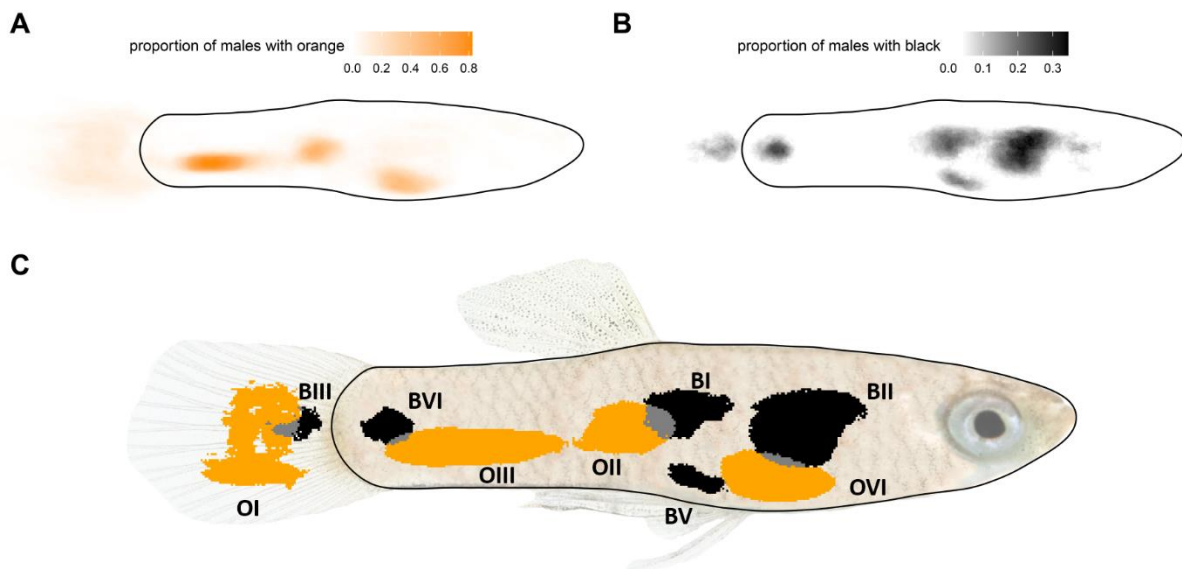 A
proportion of males with orange
0.0 0.2 0.4 0.6 0.8
B
proportion of males with black
0.0 0.1 0.2 0.3
C
BIII
BVI
BI
BII
OI
OIII
OII
BV
OVI